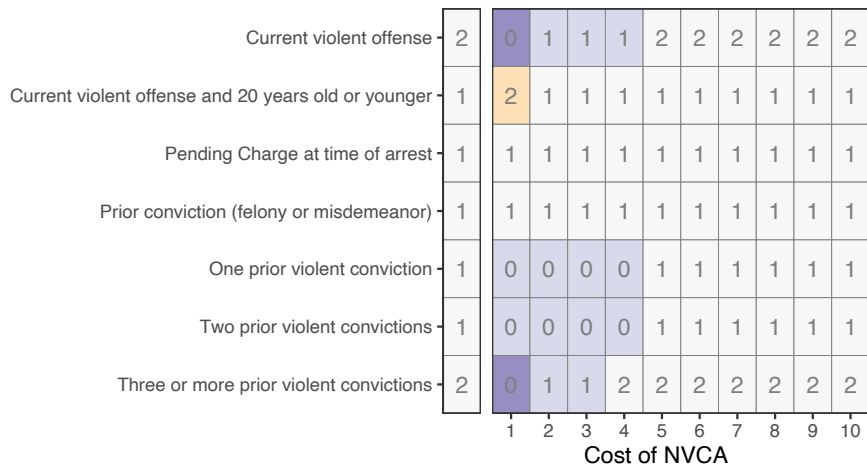 Current violent offense 2 0 1 1 1 2 2 2 2 2 2
Current violent offense and 20 years old or younger 1 2 1 1 1 1 1 1 1 1 1
Pending Charge at time of arrest 1 1 1 1 1 1 1 1 1 1 1
Prior conviction (felony or misdemeanor) 1 1 1 1 1 1 1 1 1 1 1
One prior violent conviction 1 0 0 0 0 1 1 1 1 1 1
Two prior violent convictions 1 0 0 0 0 1 1 1 1 1 1
Three or more prior violent convictions 2 0 1 1 2 2 2 2 2 2 2
1 2 3 4 5 6 7 8 9 10
Cost of NVCA